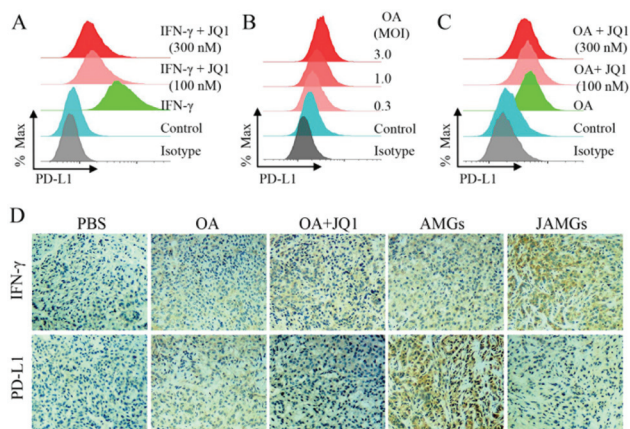 A
IFN-γ + JQ1
(300 nM)
IFN-γ + JQ1
(100 nM)
IFN-γ
Control
Isotype
% Max
PD-L1
B
OA
(MOI)
3.0
1.0
0.3
Control
Isotype
% Max
PD-L1
C
OA + JQ1
(300 nM)
OA+ JQ1
(100 nM)
OA
Control
Isotype
% Max
PD-L1
D
PBS OA OA+JQ1 AMGs JAMGs
IFN-γ
PD-L1